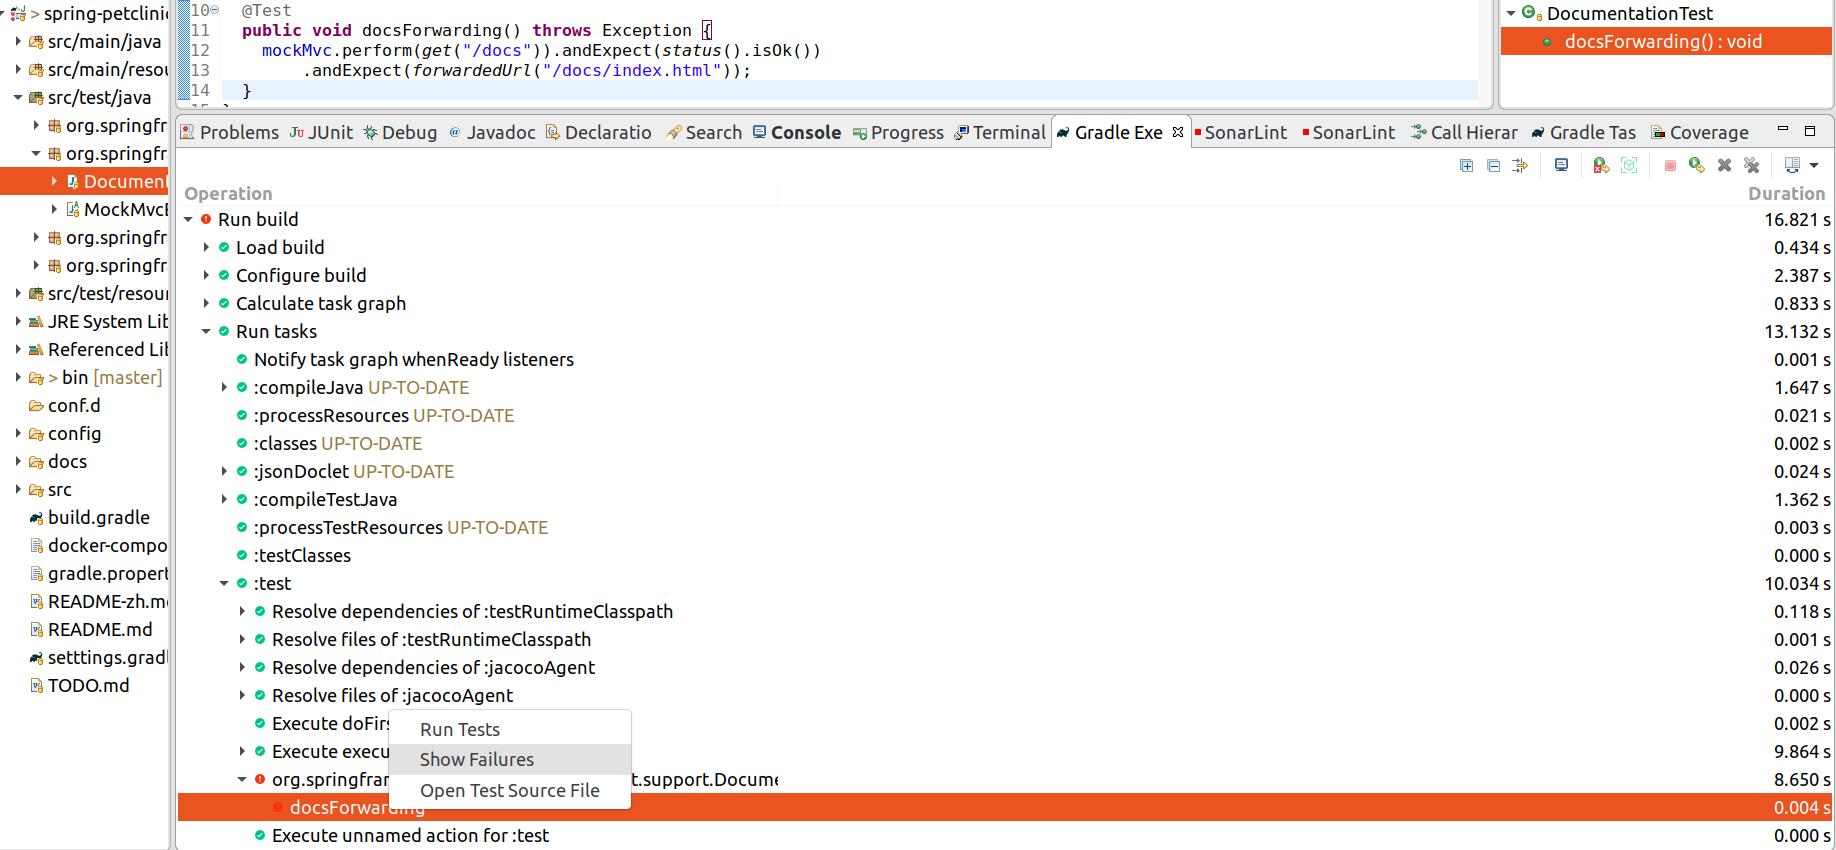 > spring-petclinic
src/main/java
src/main/resou
src/test/java
org.springfr
org.springfr
Document
MockMvcB
org.springfr
org.springfr
src/test/resour
JRE System Lib
Referenced Lib
> bin [master]
conf.d
config
docs
src
build.gradle
docker-compo
gradle.propert
README-zh.m
README.md
setttings.gradl
TODO.md
10 @Test
11 public void docsForwarding() throws Exception {
12 mockMvc.perform(get("/docs")).andExpect(status().isOk())
13 .andExpect(forwardedUrl("/docs/index.html"));
14 }
DocumentationTest
docsForwarding() : void
Problems JUnit Debug Javadoc Declaratio Search Console Progress Terminal Gradle Exe SonarLint SonarLint Call Hierar Gradle Tas Coverage
Operation Duration
Run build 16.821 s
Load build 0.434 s
Configure build 2.387 s
Calculate task graph 0.833 s
Run tasks 13.132 s
Notify task graph whenReady listeners 0.001 s
:compileJava UP-TO-DATE 1.647 s
:processResources UP-TO-DATE 0.021 s
:classes UP-TO-DATE 0.002 s
:jsonDoclet UP-TO-DATE 0.024 s
:compileTestJava 1.362 s
:processTestResources UP-TO-DATE 0.003 s
:testClasses 0.000 s
:test 10.034 s
Resolve dependencies of :testRuntimeClasspath 0.118 s
Resolve files of :testRuntimeClasspath 0.001 s
Resolve dependencies of :jacocoAgent 0.026 s
Resolve files of :jacocoAgent 0.000 s
Execute doFirs 0.002 s
Execute execu 9.864 s
org.springfran t.support.Docume 8.650 s
docsForwarding 0.004 s
Execute unnamed action for :test 0.000 s
Run Tests
Show Failures
Open Test Source File